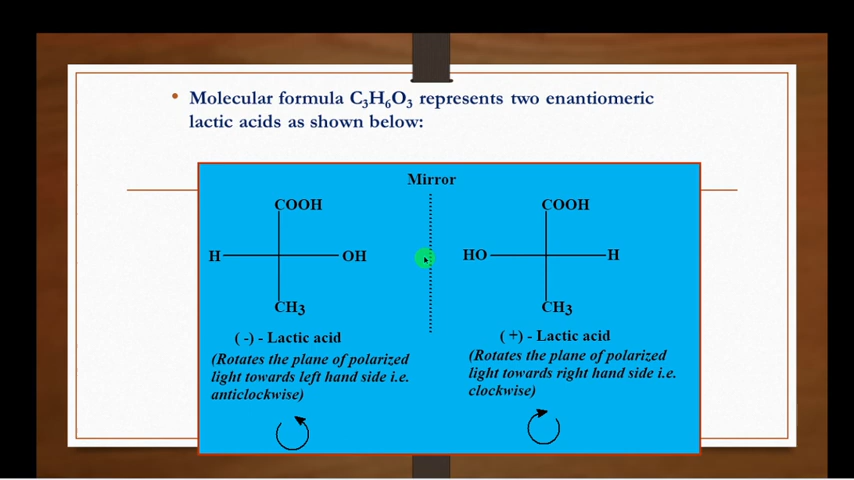 • Molecular formula C₃H₆O₃ represents two enantiomeric
lactic acids as shown below:
Mirror
COOH
COOH
H
OH
HO
H
CH3
CH3
( -) - Lactic acid
(Rotates the plane of polarized
light towards left hand side i.e.
anticlockwise)
( +) - Lactic acid
(Rotates the plane of polarized
light towards right hand side i.e.
clockwise)